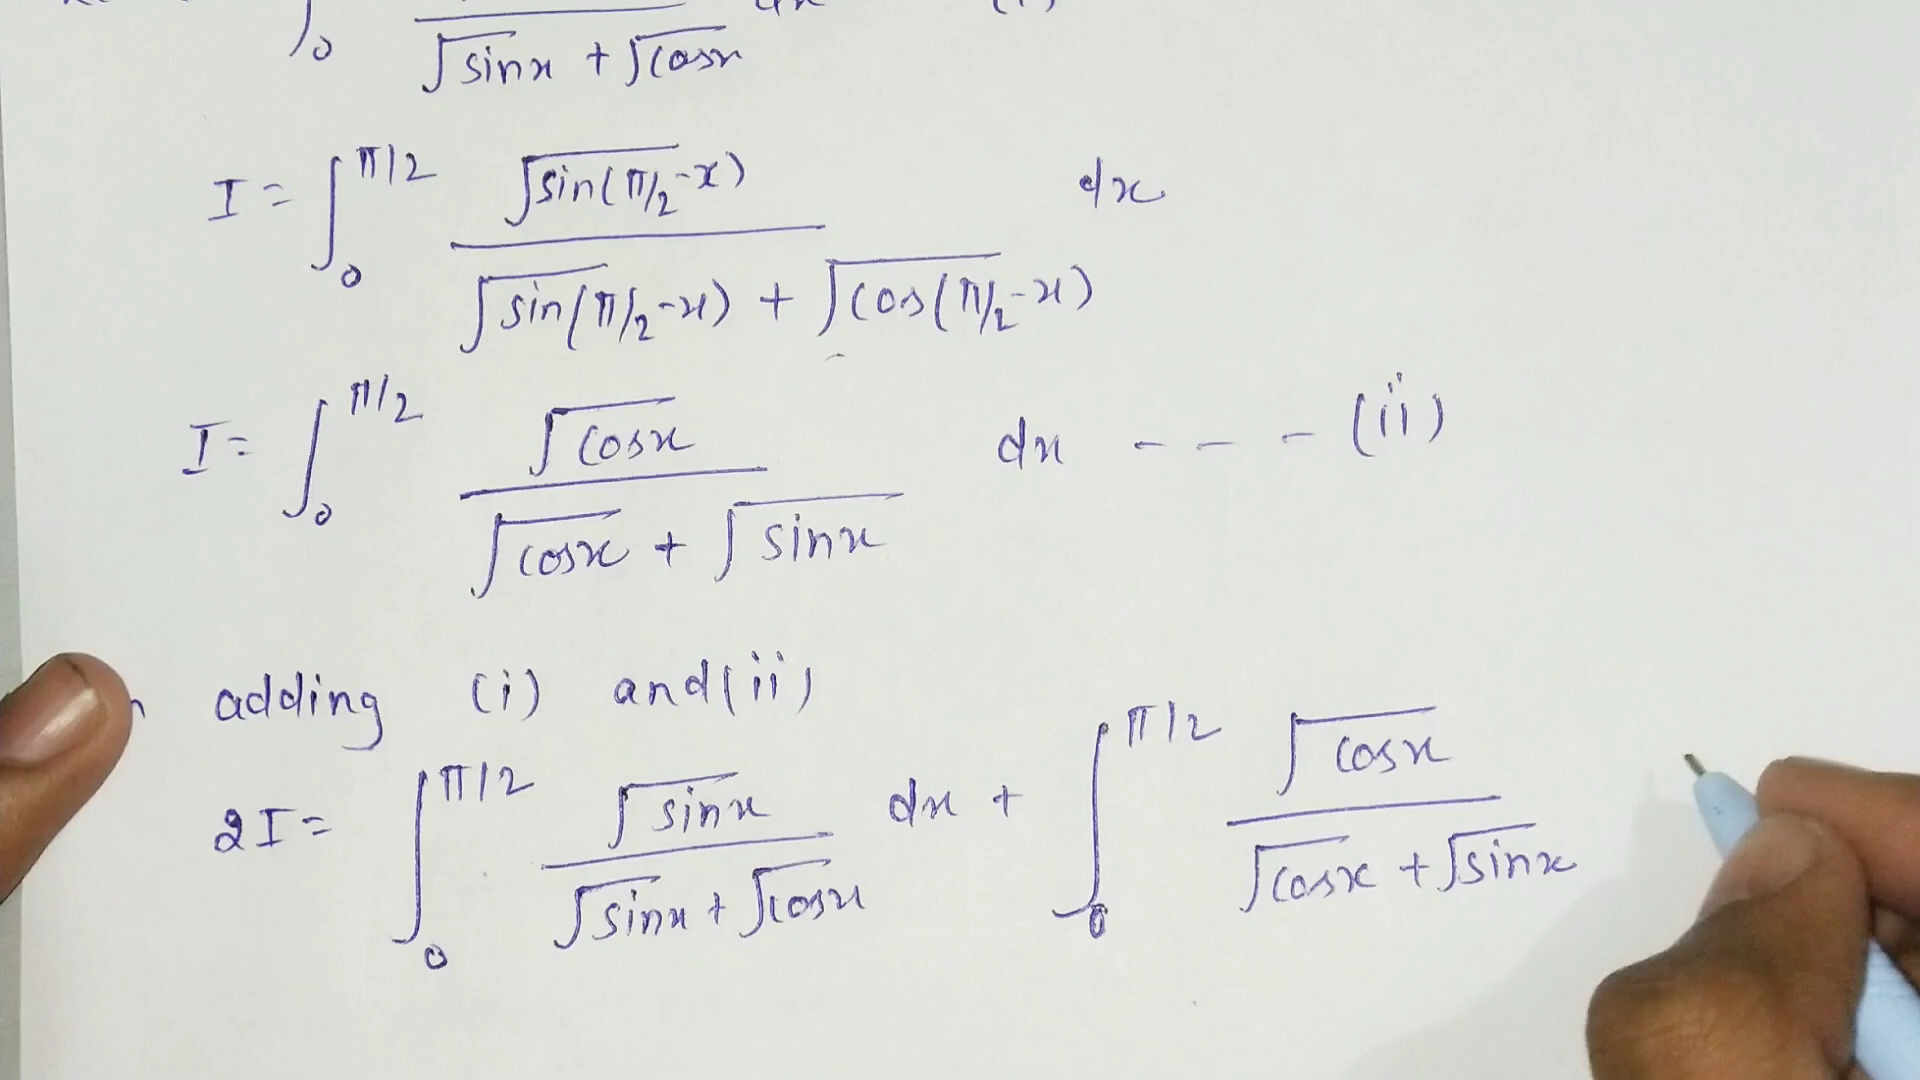 ∫₀ √sinx + √cosx dx (i)
I = ∫₀^π/2 √sin(π/2-x) / √sin(π/2-x) + √cos(π/2-x) dx
I = ∫₀^π/2 √cosx / √cosx + √sinx dx - - - (ii)
adding (i) and (ii)
2I = ∫₀^π/2 √sinx / √sinx + √cosx dx + ∫₀^π/2 √cosx / √cosx + √sinx